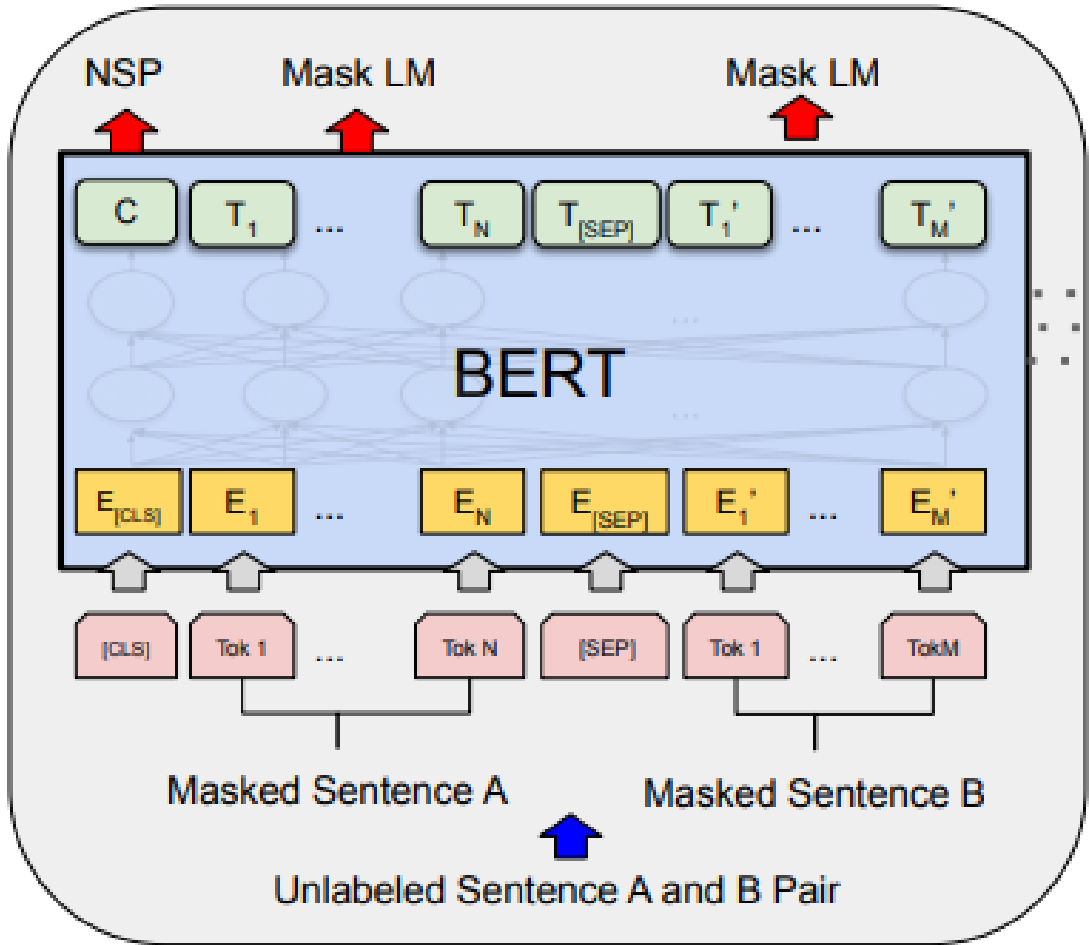 NSP Mask LM Mask LM
C T1 ... TN T[SEP] T1' ... TM'
...
BERT
...
E[CLS] E1 ... EN E[SEP] E1' ... EM'
[CLS] Tok 1 ... Tok N [SEP] Tok 1 ... TokM
Masked Sentence A Masked Sentence B
Unlabeled Sentence A and B Pair